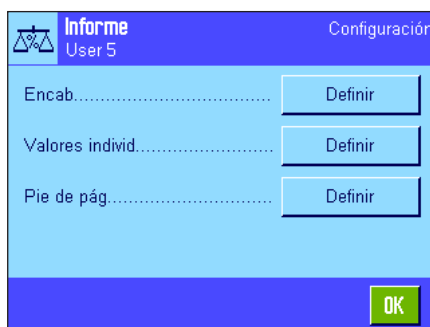 Informe
Configuración
User 5
Encab.................................... Definir
Valores individ......................... Definir
Pie de pág.............................. Definir
OK